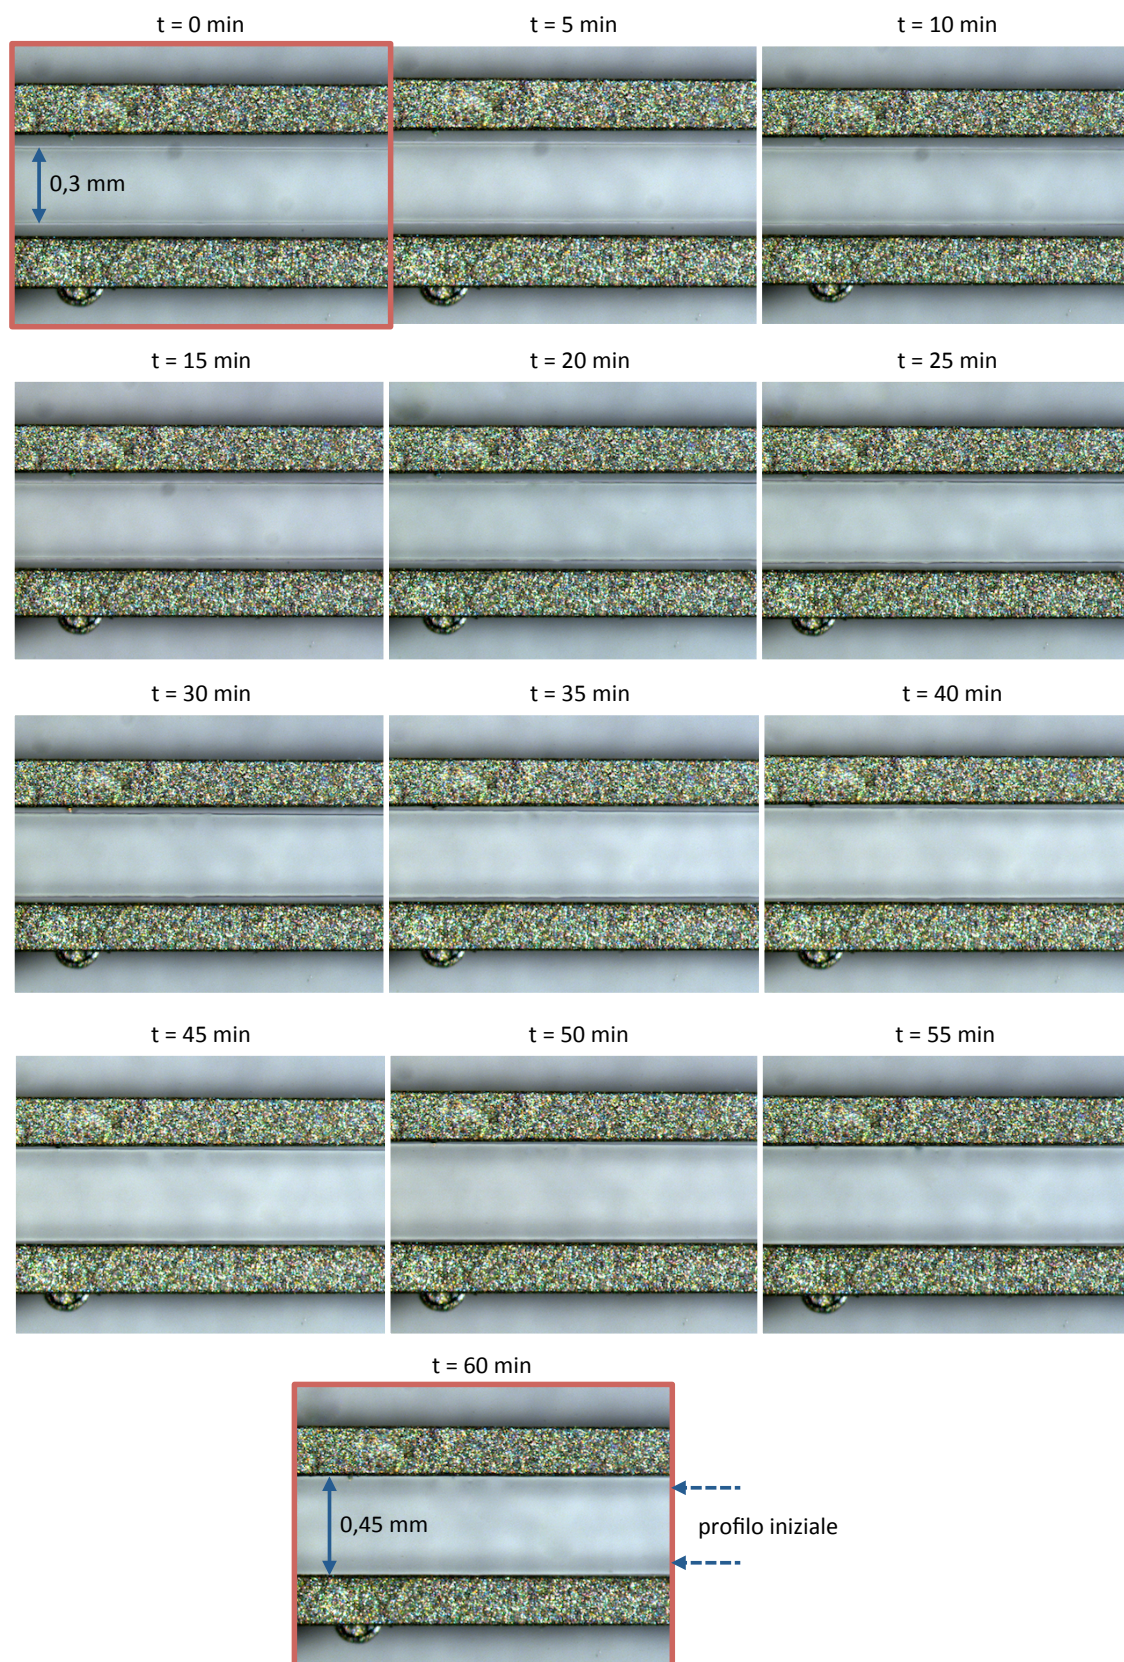 t = 0 min
t = 5 min
t = 10 min
0,3 mm
t = 15 min
t = 20 min
t = 25 min
t = 30 min
t = 35 min
t = 40 min
t = 45 min
t = 50 min
t = 55 min
t = 60 min
0,45 mm
profilo iniziale